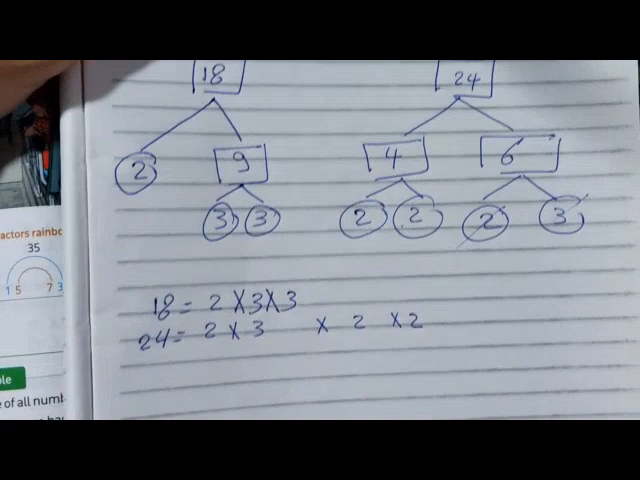 18 24
2 9 4 6
3 3 2 2 2 3
18 = 2 X 3 X 3
24 = 2 X 3 X 2 X 2
actors rainbo
35
1 5 7 3
ble
e of all numb